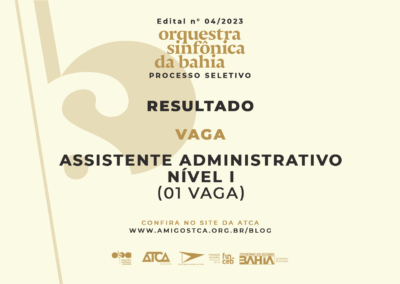 Edital nº 04/2023
orquestra
sinfônica
da bahia
PROCESSO SELETIVO
RESULTADO
VAGA
ASSISTENTE ADMINISTRATIVO
NÍVEL I
(01 VAGA)
CONFIRA NO SITE DA ATCA
WWW.AMIGOSTCA.ORG.BR/BLOG
ATCA
BAHIA